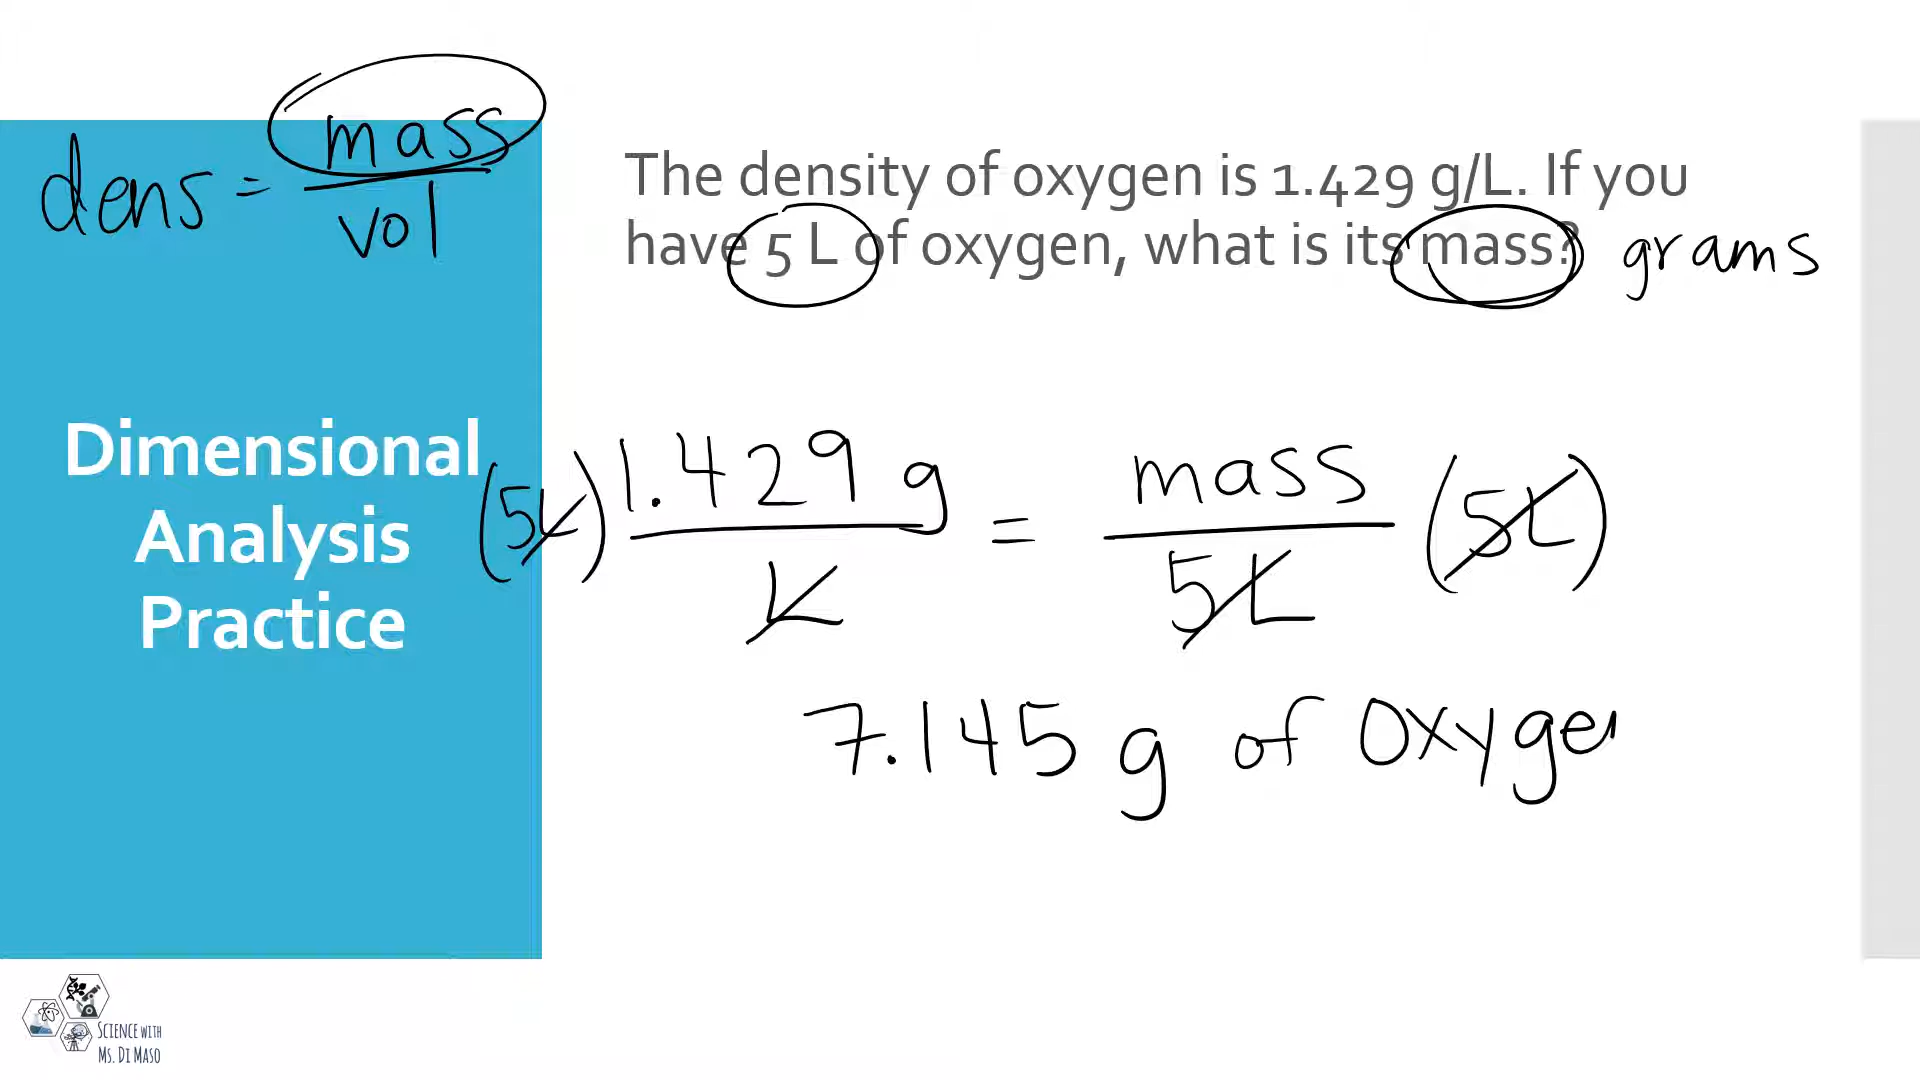 dens = mass
vol
The density of oxygen is 1.429 g/L. If you
have 5 L of oxygen, what is its mass? grams
Dimensional
Analysis
Practice
(5L) 1.429 g = mass (5L)
L 5L
7.145 g of oxygen
SCIENCE WITH
MS. DI MASO